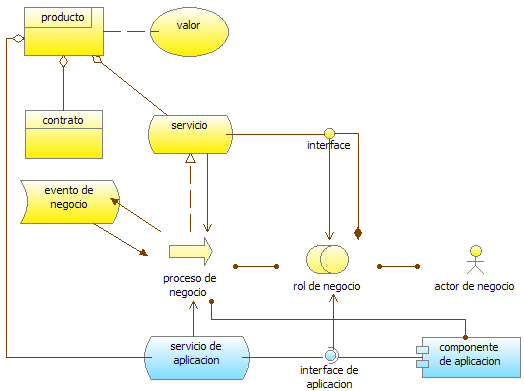 producto
valor
contrato
servicio
interface
evento de
negocio
proceso de
negocio
rol de negocio
actor de negocio
servicio de
aplicacion
interface de
aplicacion
componente
de aplicacion